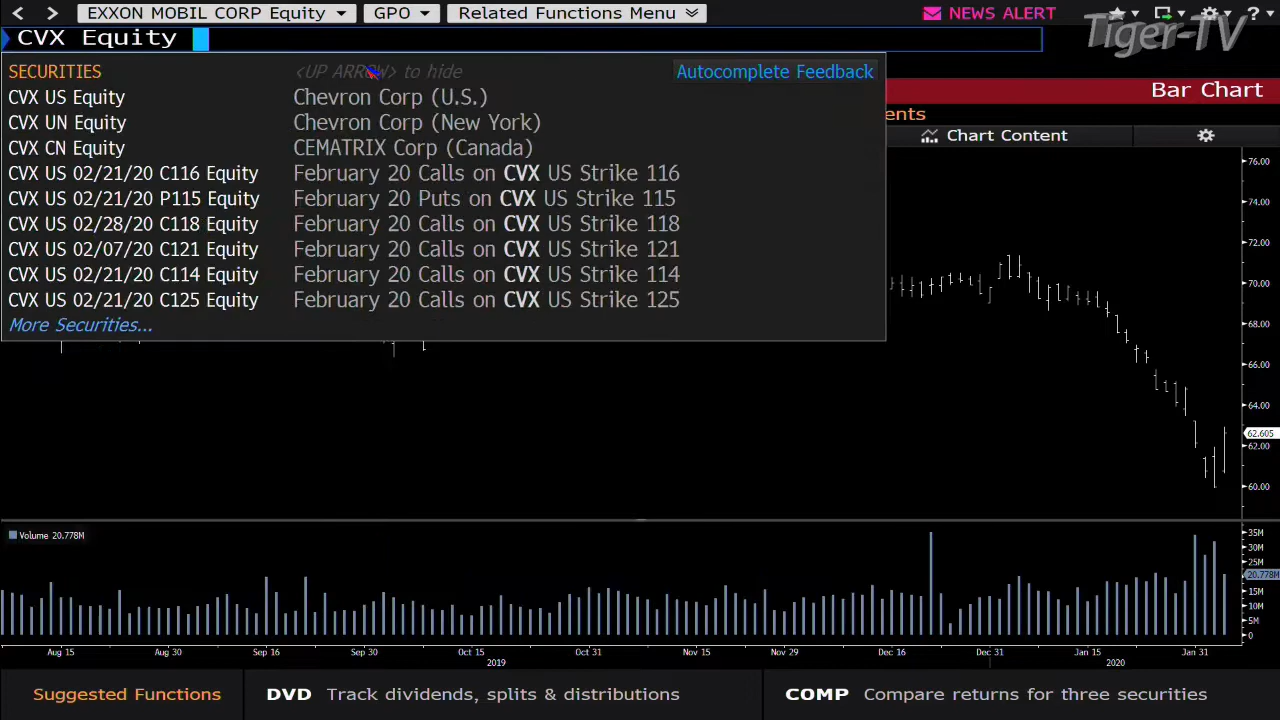 EXXON MOBIL CORP Equity GPO Related Functions Menu NEWS ALERT ?
CVX Equity
Tiger-TV
SECURITIES <UP ARROW> to hide Autocomplete Feedback
Bar Chart
CVX US Equity Chevron Corp (U.S.)
ents
CVX UN Equity Chevron Corp (New York)
Chart Content
CVX CN Equity CEMATRIX Corp (Canada)
CVX US 02/21/20 C116 Equity February 20 Calls on CVX US Strike 116
CVX US 02/21/20 P115 Equity February 20 Puts on CVX US Strike 115
CVX US 02/28/20 C118 Equity February 20 Calls on CVX US Strike 118
CVX US 02/07/20 C121 Equity February 20 Calls on CVX US Strike 121
CVX US 02/21/20 C114 Equity February 20 Calls on CVX US Strike 114
CVX US 02/21/20 C125 Equity February 20 Calls on CVX US Strike 125
More Securities...
76.00
74.00
72.00
70.00
68.00
66.00
64.00
62.605
62.00
60.00
Volume 20.778M
35M
30M
25M
20.778M
15M
10M
5M
0
Aug 15 Aug 30 Sep 16 Sep 30 Oct 15 Oct 31 Nov 15 Nov 29 Dec 16 Dec 31 Jan 15 Jan 31
2019 2020
Suggested Functions DVD Track dividends, splits & distributions COMP Compare returns for three securities